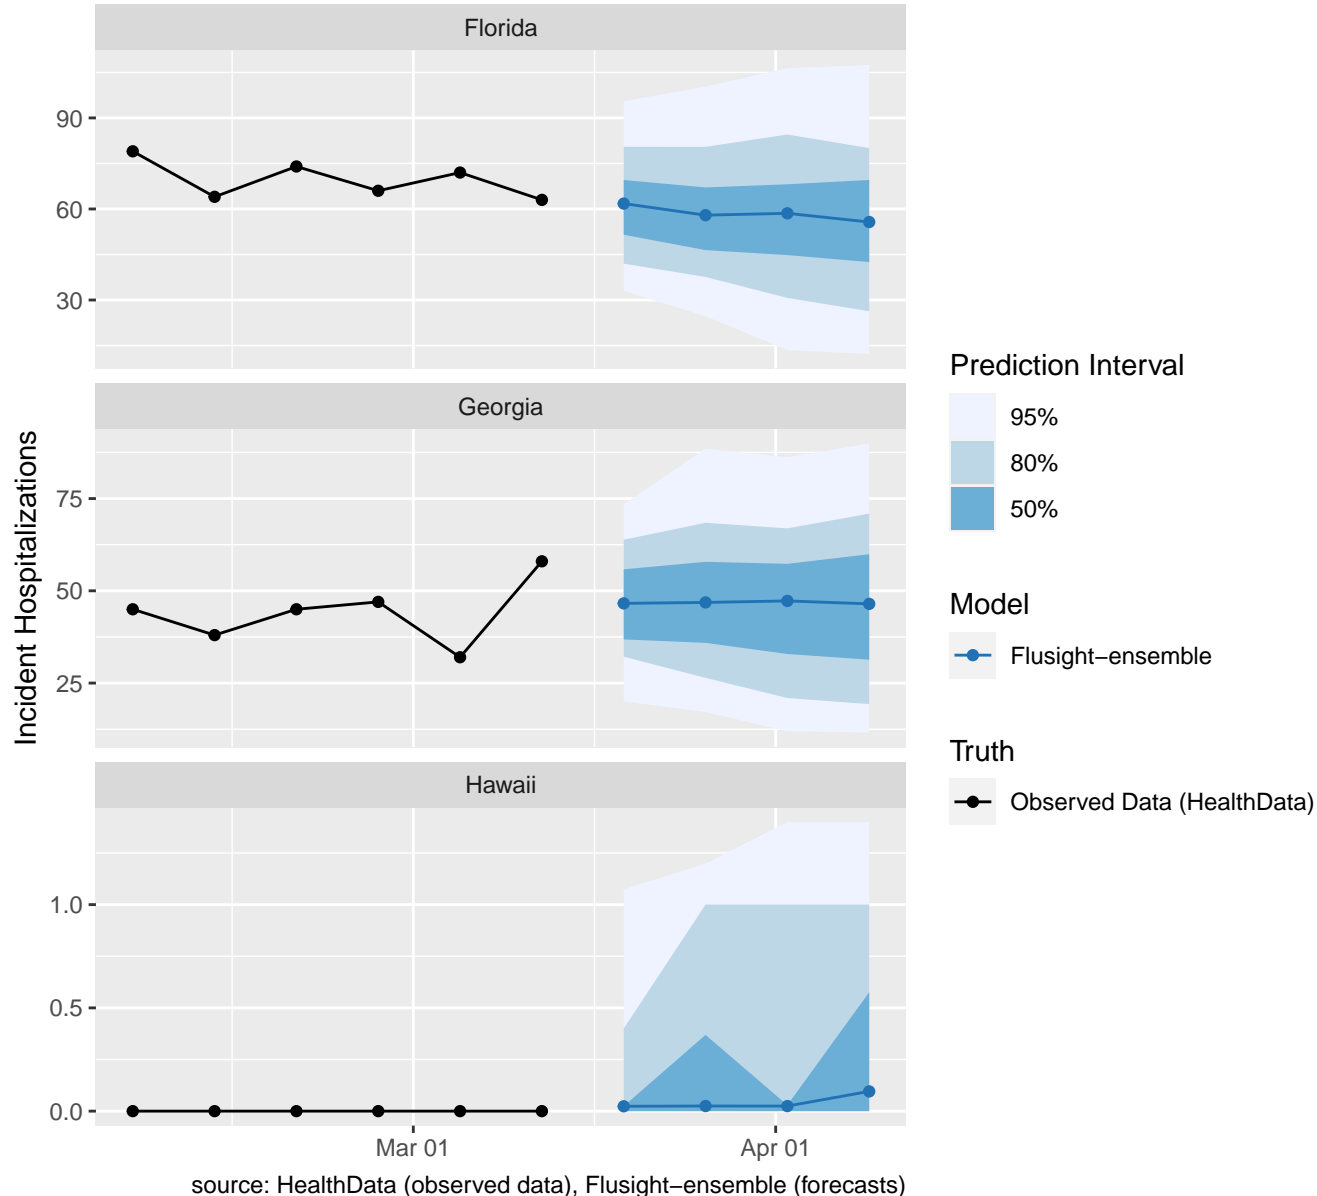 Florida
90
60
30
Georgia
75
50
25
Incident Hospitalizations
Hawaii
1.0
0.5
0.0
Mar 01
Apr 01
source: HealthData (observed data), Flusight−ensemble (forecasts)
Prediction Interval
95%
80%
50%
Model
Flusight−ensemble
Truth
Observed Data (HealthData)